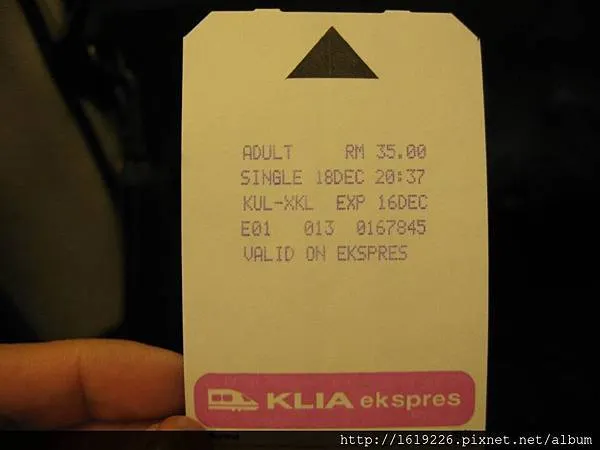 ADULT RM 35.00
SINGLE 18DEC 20:37
KUL-XKL EXP 16DEC
E01 013 0167845
VALID ON EKSPRES
KLIA ekspres
http://1619226.pixnet.net/album